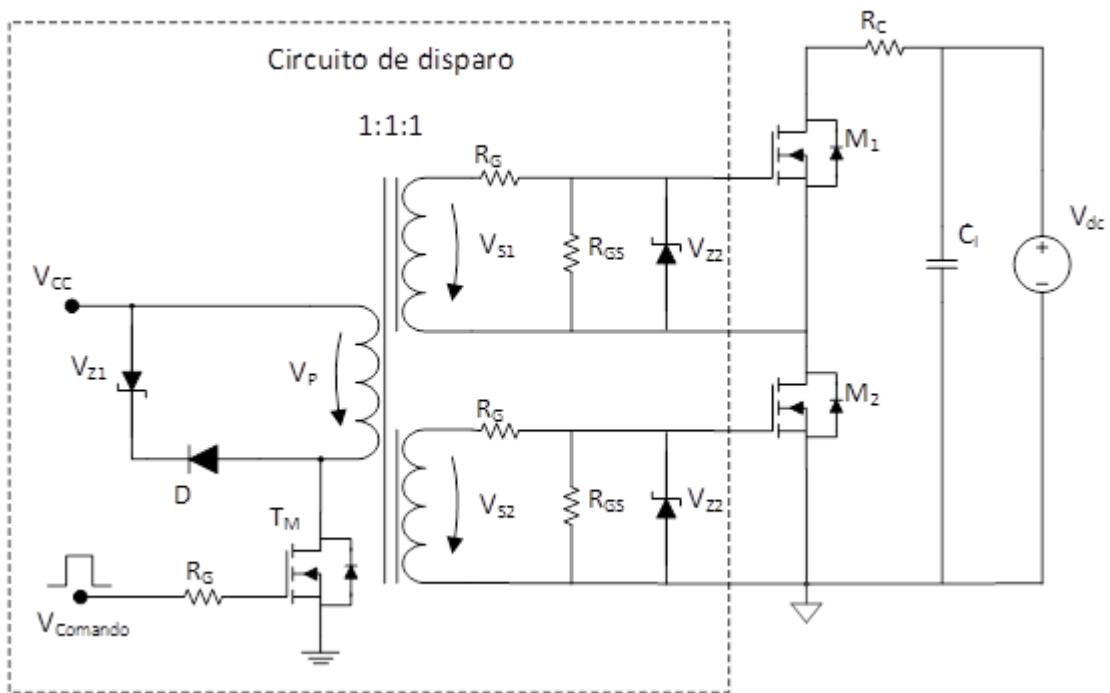 Circuito de disparo
1:1:1
R_C
R_G
M_1
V_S1
R_GS
V_Z2
C_i
V_dc
V_CC
V_Z1
V_P
D
R_G
M_2
V_S2
R_GS
V_Z2
T_M
R_G
V_Comando